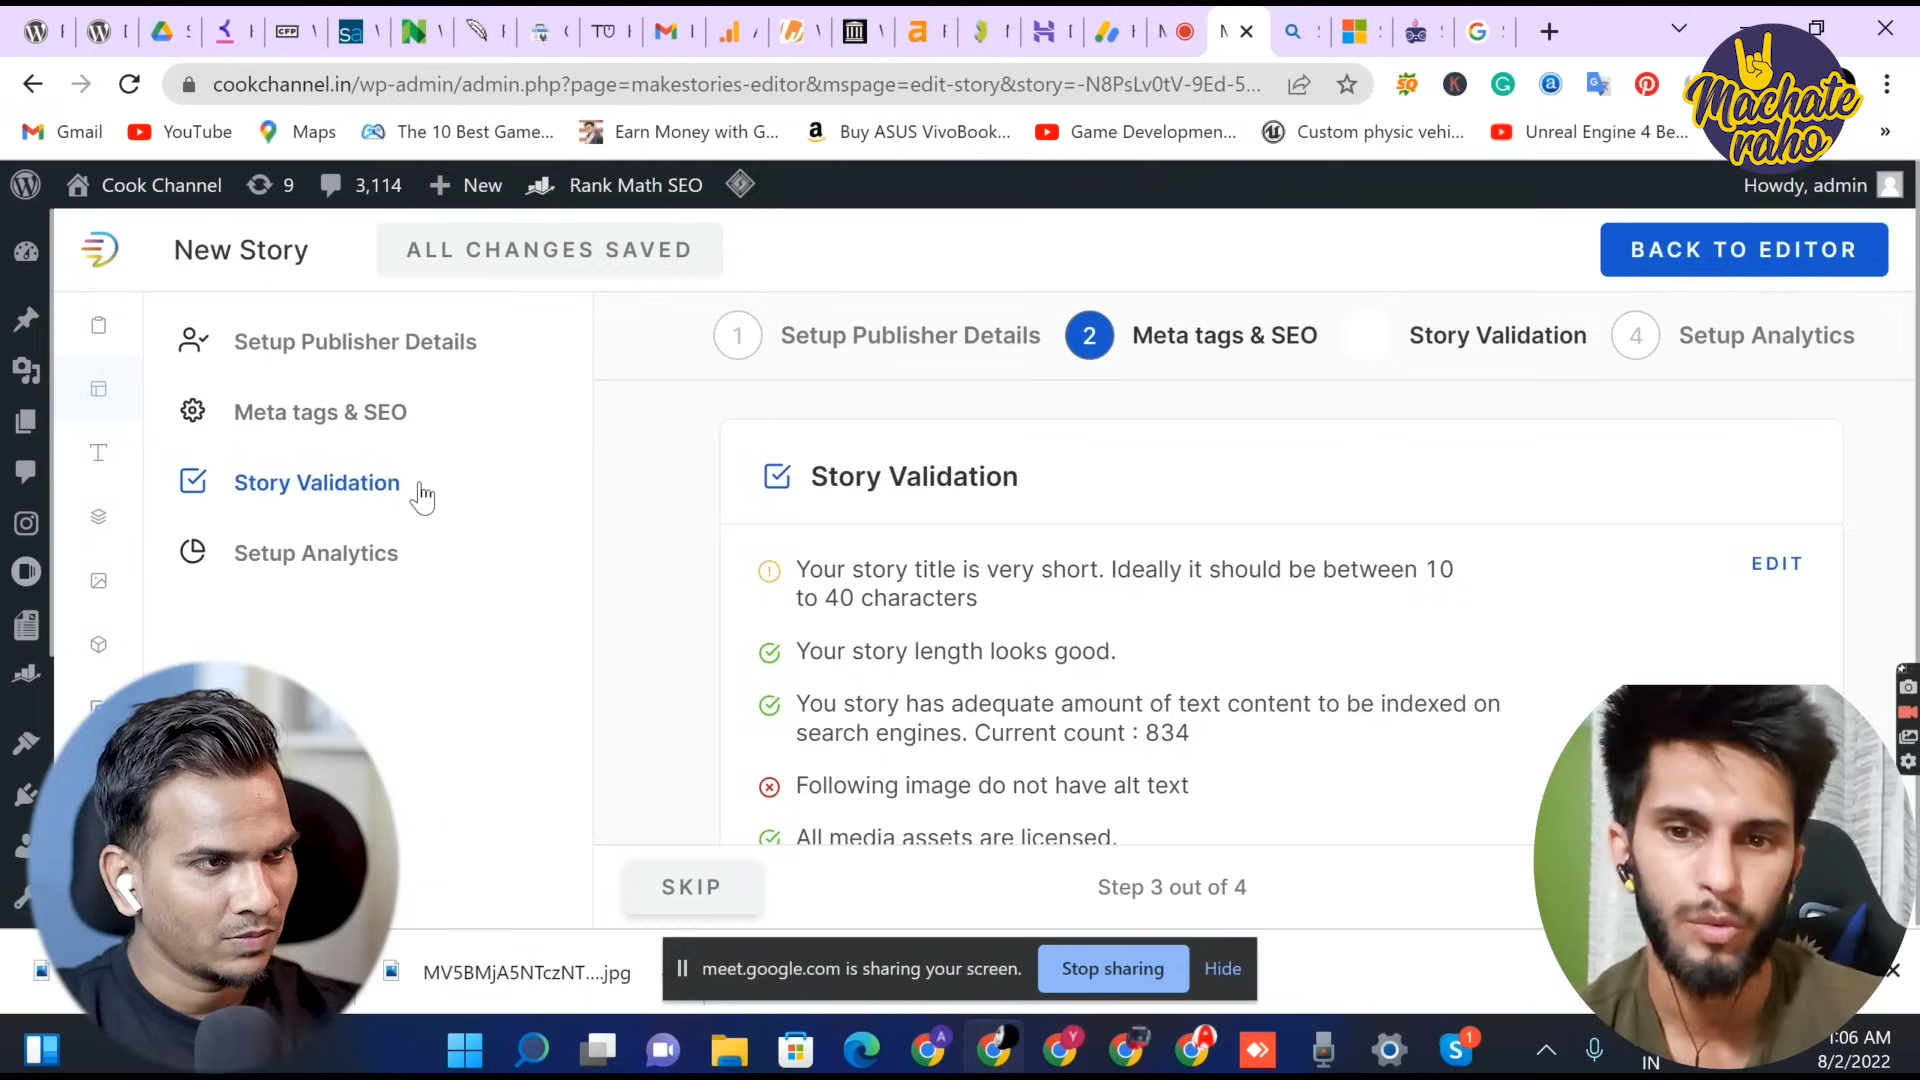 cookchannel.in/wp-admin/admin.php?page=makestories-editor&mspage=edit-story&story=-N8PsLv0tV-9Ed-5...
Machate
raho
Gmail
YouTube
Maps
The 10 Best Game...
Earn Money with G...
Buy ASUS VivoBook...
Game Developmen...
Custom physic vehi...
Unreal Engine 4 Be...
Cook Channel
9
3,114
New
Rank Math SEO
Howdy, admin
New Story
ALL CHANGES SAVED
BACK TO EDITOR
Setup Publisher Details
Meta tags & SEO
Story Validation
Setup Analytics
1
Setup Publisher Details
2
Meta tags & SEO
Story Validation
4
Setup Analytics
Story Validation
Your story title is very short. Ideally it should be between 10
to 40 characters
EDIT
Your story length looks good.
You story has adequate amount of text content to be indexed on
search engines. Current count : 834
Following image do not have alt text
All media assets are licensed.
SKIP
Step 3 out of 4
MV5BMjA5NTczNT....jpg
meet.google.com is sharing your screen.
Stop sharing
Hide
IN
1:06 AM
8/2/2022